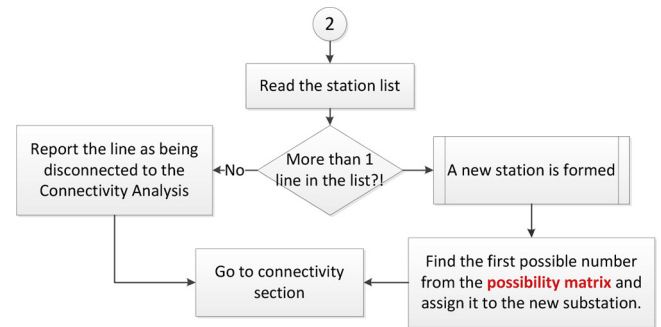 2
Read the station list
More than 1
line in the list?!
No
Report the line as being
disconnected to the
Connectivity Analysis
A new station is formed
Find the first possible number
from the possibility matrix and
assign it to the new substation.
Go to connectivity
section